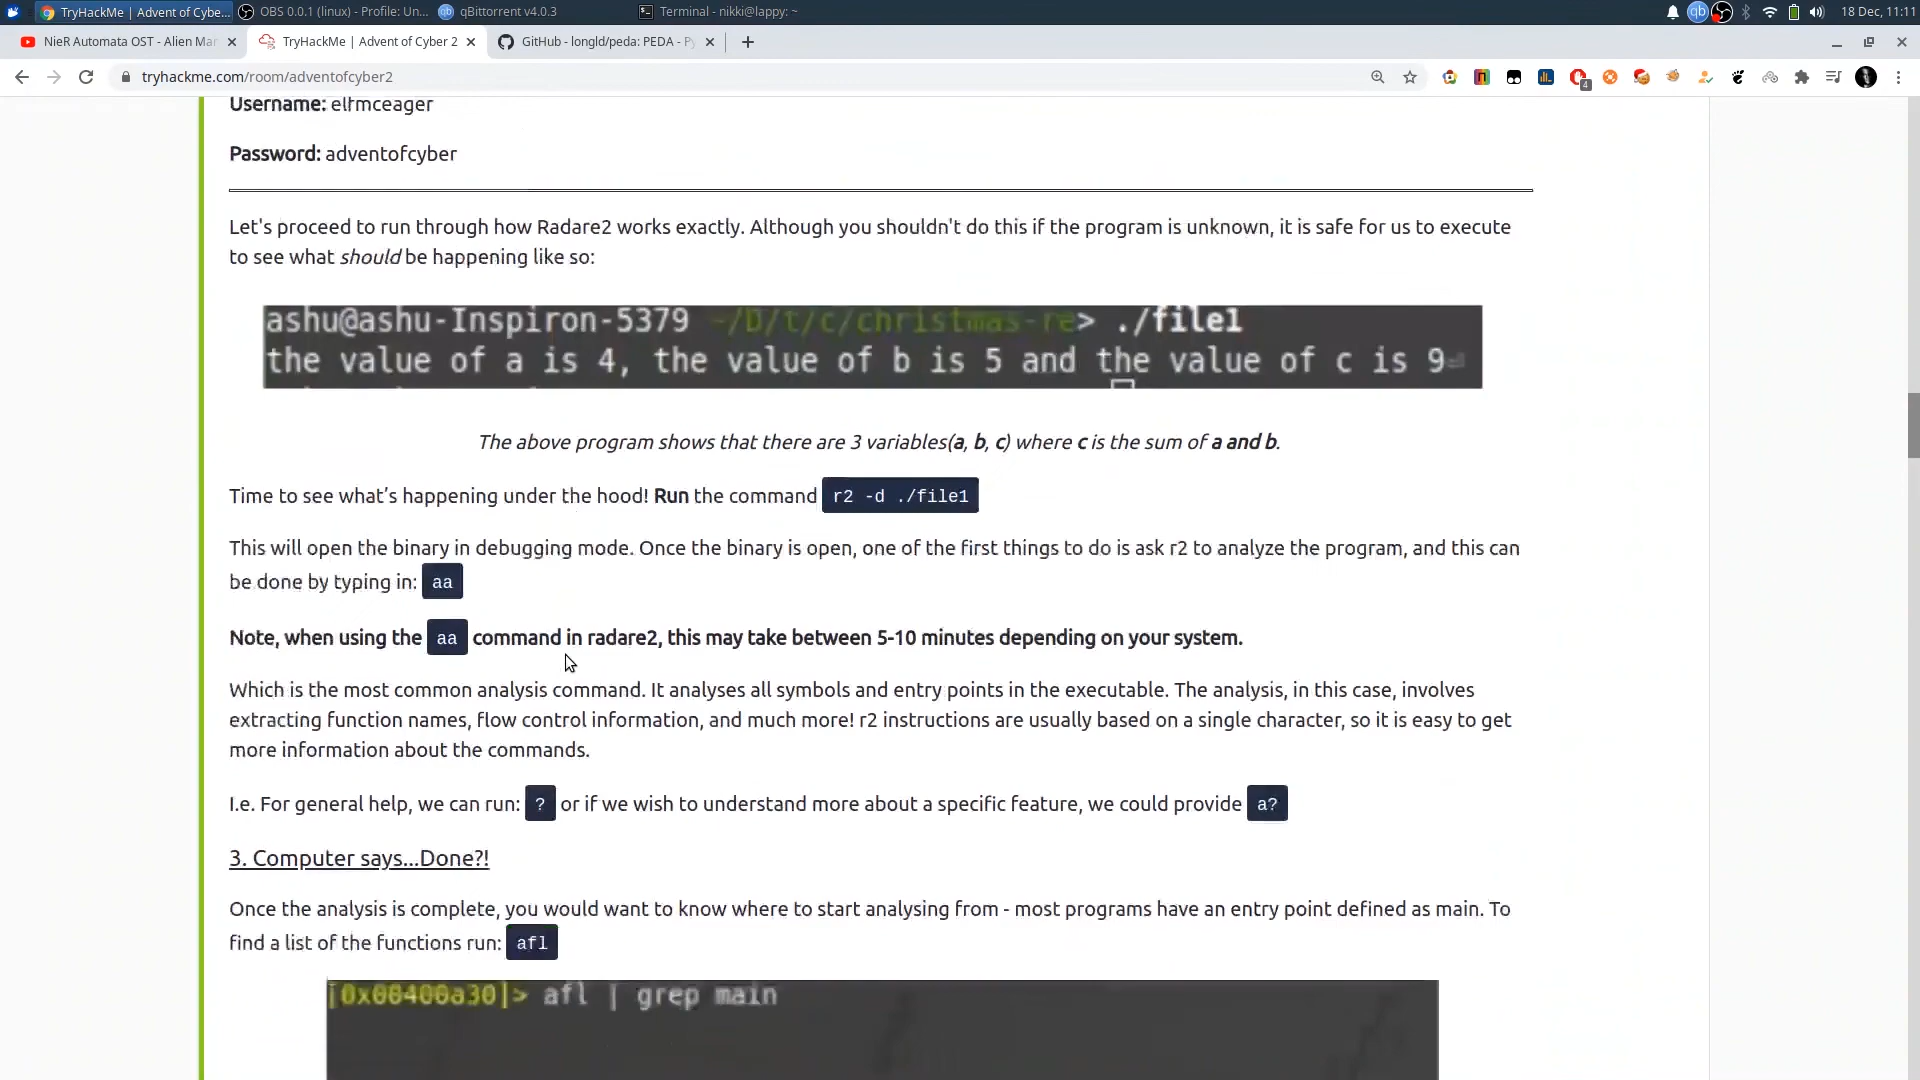 TryHackMe | Advent of Cybe...
OBS 0.0.1 (linux) - Profile: Un...
qBittorrent v4.0.3
Terminal - nikki@lappy: ~
18 Dec, 11:11
NieR Automata OST - Alien Ma
TryHackMe | Advent of Cyber 2
GitHub - longld/peda: PEDA - P
tryhackme.com/room/adventofcyber2
4
Username: elfmceager
Password: adventofcyber
Let's proceed to run through how Radare2 works exactly. Although you shouldn't do this if the program is unknown, it is safe for us to execute
to see what should be happening like so:
ashu@ashu-Inspiron-5379 ~/D/t/c/christmas-re> ./file1
the value of a is 4, the value of b is 5 and the value of c is 9⏎
The above program shows that there are 3 variables(a, b, c) where c is the sum of a and b.
Time to see what’s happening under the hood! Run the command r2 -d ./file1
This will open the binary in debugging mode. Once the binary is open, one of the first things to do is ask r2 to analyze the program, and this can
be done by typing in: aa
Note, when using the aa command in radare2, this may take between 5-10 minutes depending on your system.
Which is the most common analysis command. It analyses all symbols and entry points in the executable. The analysis, in this case, involves
extracting function names, flow control information, and much more! r2 instructions are usually based on a single character, so it is easy to get
more information about the commands.
I.e. For general help, we can run: ? or if we wish to understand more about a specific feature, we could provide a?
3. Computer says...Done?!
Once the analysis is complete, you would want to know where to start analysing from - most programs have an entry point defined as main. To
find a list of the functions run: afl
[0x00400a30]> afl | grep main